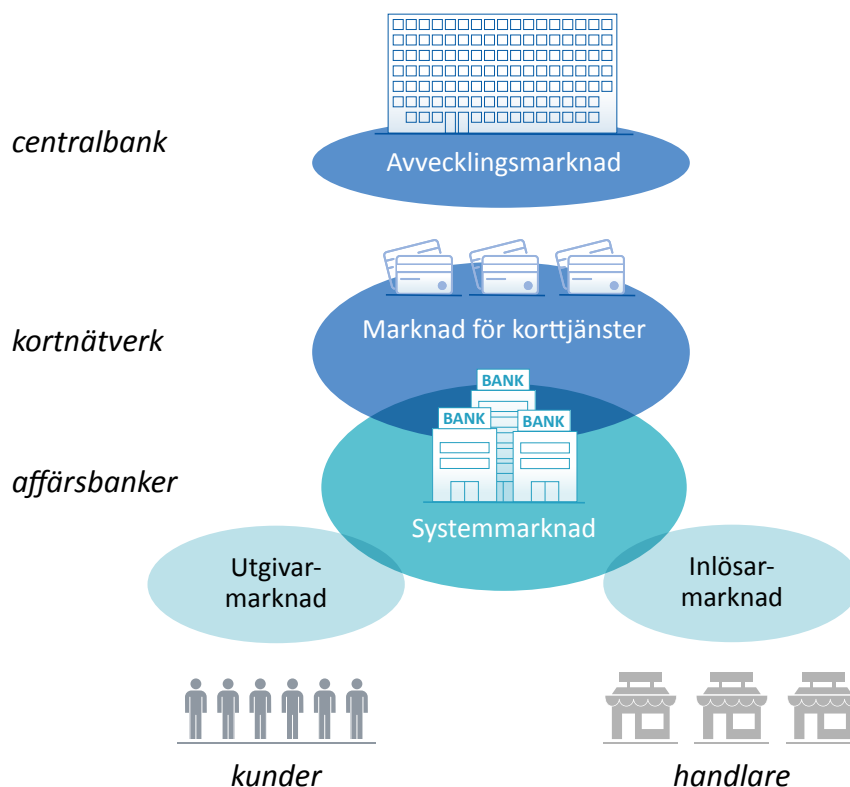 centralbank
Avvecklingsmarknad
kortnätverk
Marknad för korttjänster
BANK
BANK
BANK
affärsbanker
Systemmarknad
Utgivar-
marknad
Inlösar-
marknad
kunder
handlare